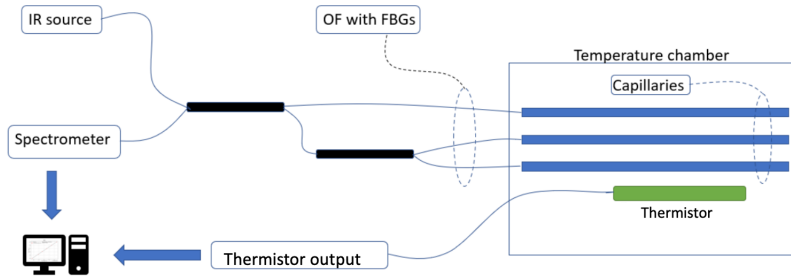 IR source
OF with FBGs
Temperature chamber
Capillaries
Spectrometer
Thermistor
Thermistor output